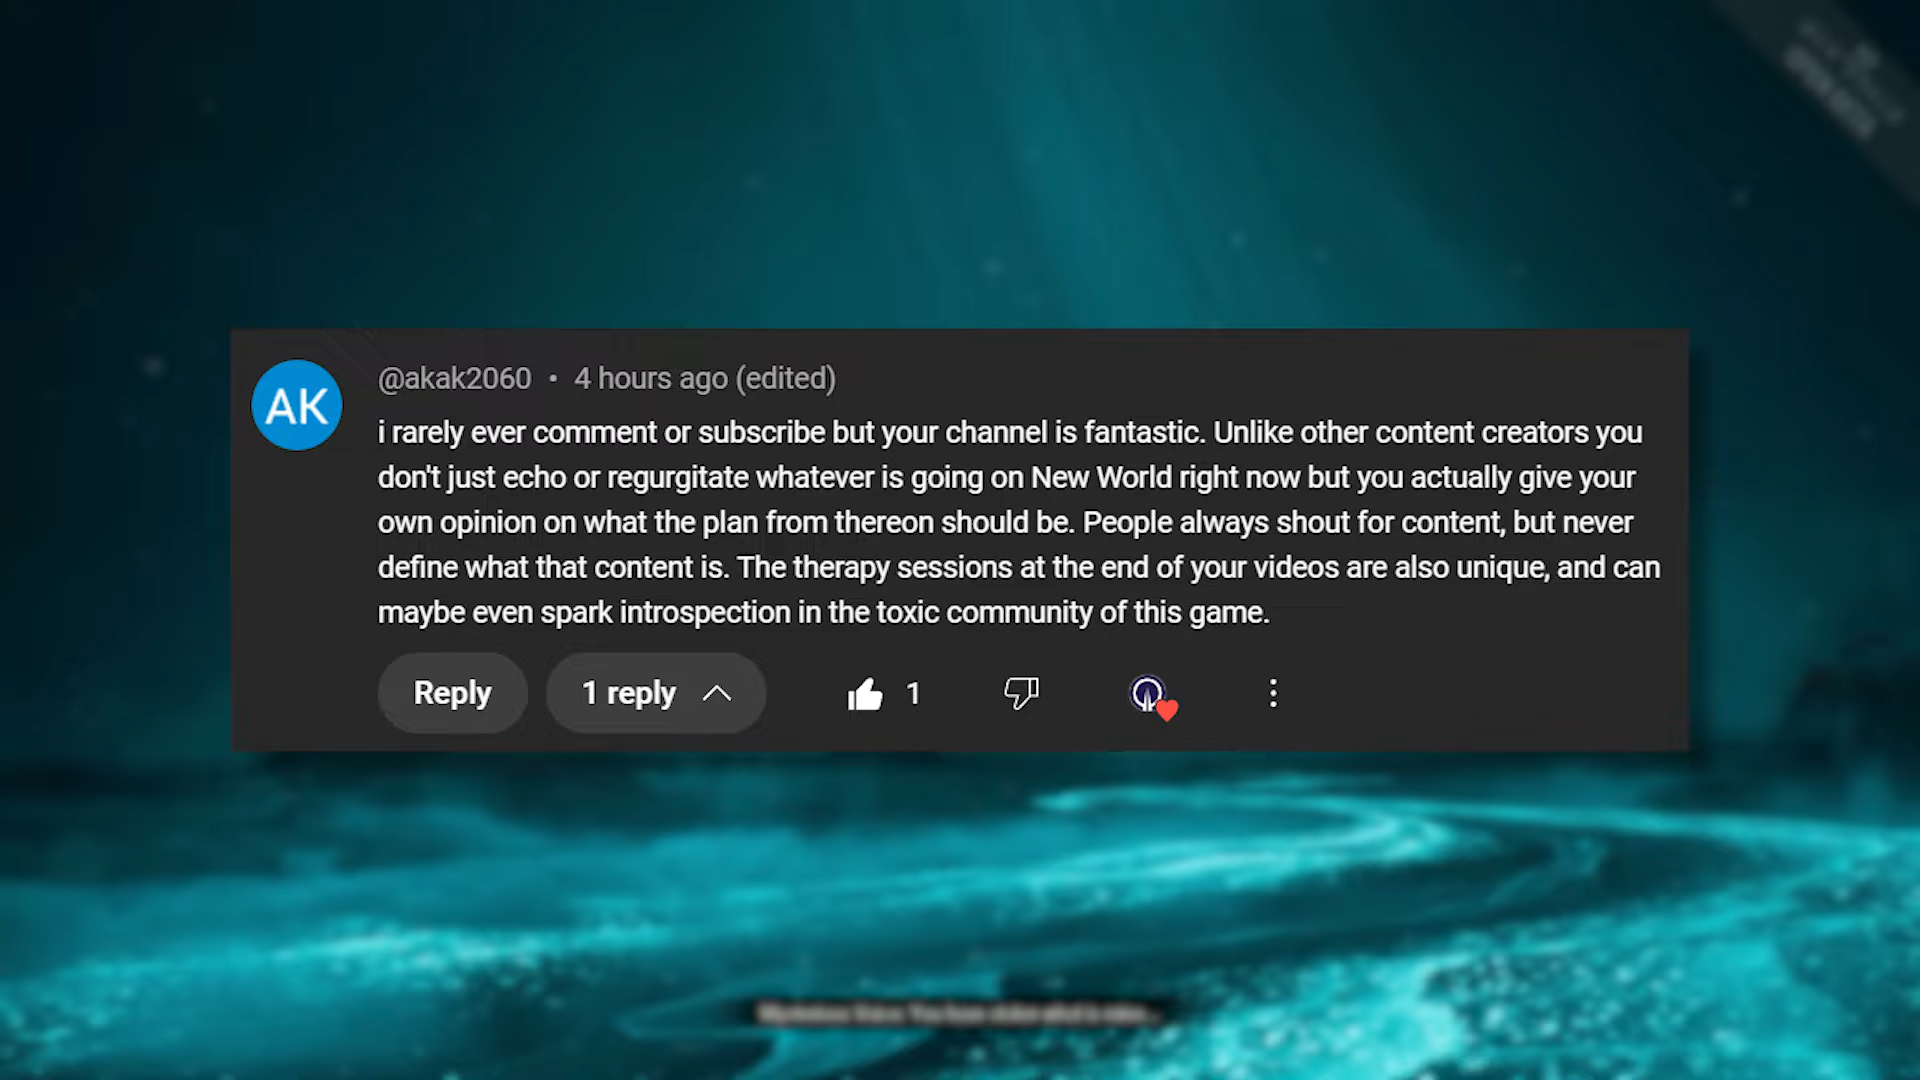 AK
@akak2060 • 4 hours ago (edited)
i rarely ever comment or subscribe but your channel is fantastic. Unlike other content creators you
don't just echo or regurgitate whatever is going on New World right now but you actually give your
own opinion on what the plan from thereon should be. People always shout for content, but never
define what that content is. The therapy sessions at the end of your videos are also unique, and can
maybe even spark introspection in the toxic community of this game.
Reply 1 reply 1